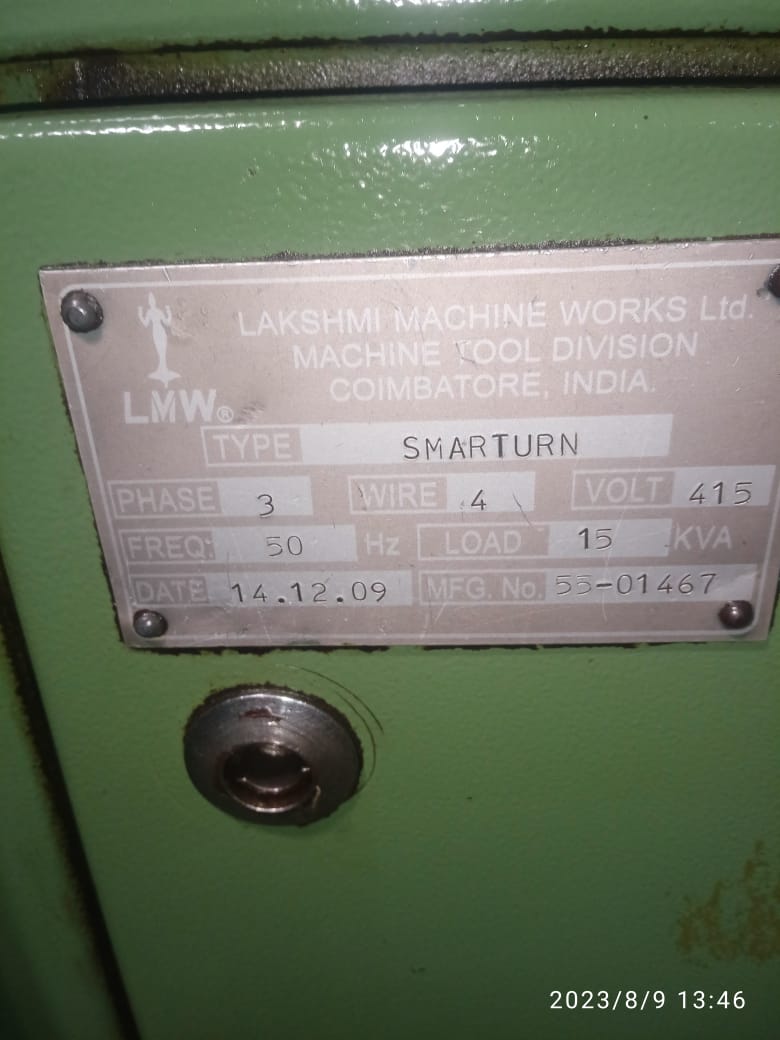 LAKSHMI MACHINE WORKS Ltd.
MACHINE TOOL DIVISION
COIMBATORE, INDIA.
LMW®
TYPE SMARTURN
PHASE 3 WIRE 4 VOLT 415
FREQ: 50 Hz LOAD 15 KVA
DATE 14.12.09 MFG. No. 55-01467
2023/8/9 13:46